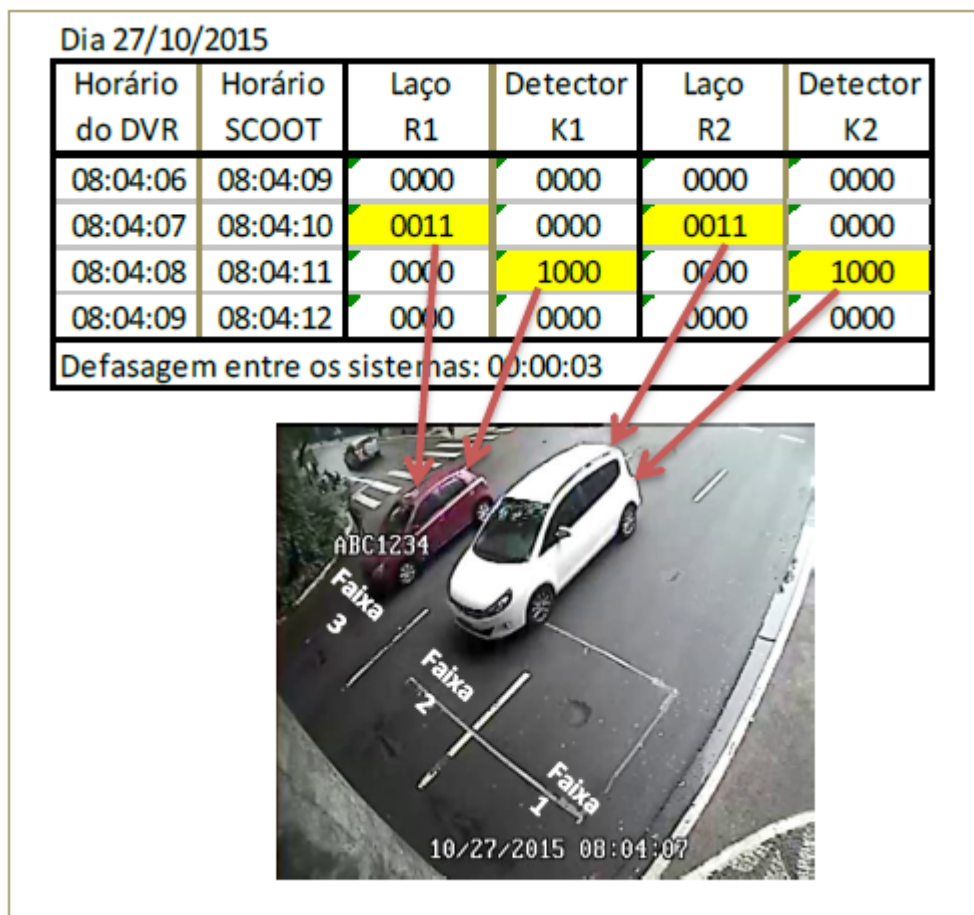 Dia 27/10/2015
Horário do DVR Horário SCOOT Laço R1 Detector K1 Laço R2 Detector K2
08:04:06 08:04:09 0000 0000 0000 0000
08:04:07 08:04:10 0011 0000 0011 0000
08:04:08 08:04:11 0000 1000 0000 1000
08:04:09 08:04:12 0000 0000 0000 0000
Defasagem entre os sistemas: 00:00:03
ABC1234
Faixa 3
Faixa 2
Faixa 1
10/27/2015 08:04:07